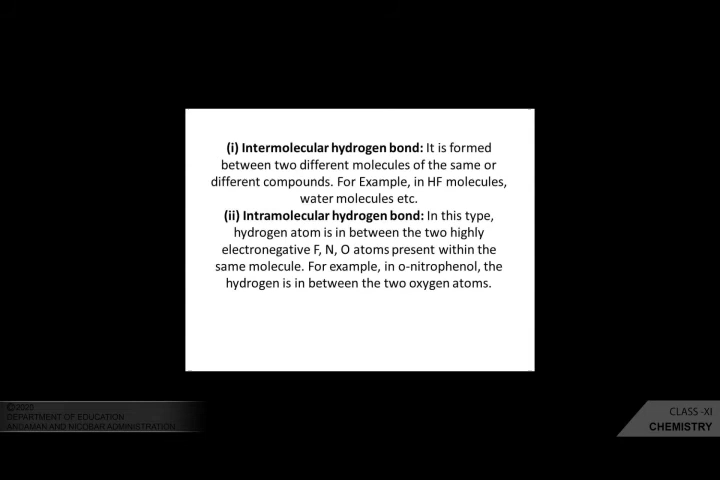 (i) Intermolecular hydrogen bond: It is formed
between two different molecules of the same or
different compounds. For Example, in HF molecules,
water molecules etc.
(ii) Intramolecular hydrogen bond: In this type,
hydrogen atom is in between the two highly
electronegative F, N, O atoms present within the
same molecule. For example, in o-nitrophenol, the
hydrogen is in between the two oxygen atoms.
©2020
DEPARTMENT OF EDUCATION
ANDAMAN AND NICOBAR ADMINISTRATION
CLASS -XI
CHEMISTRY